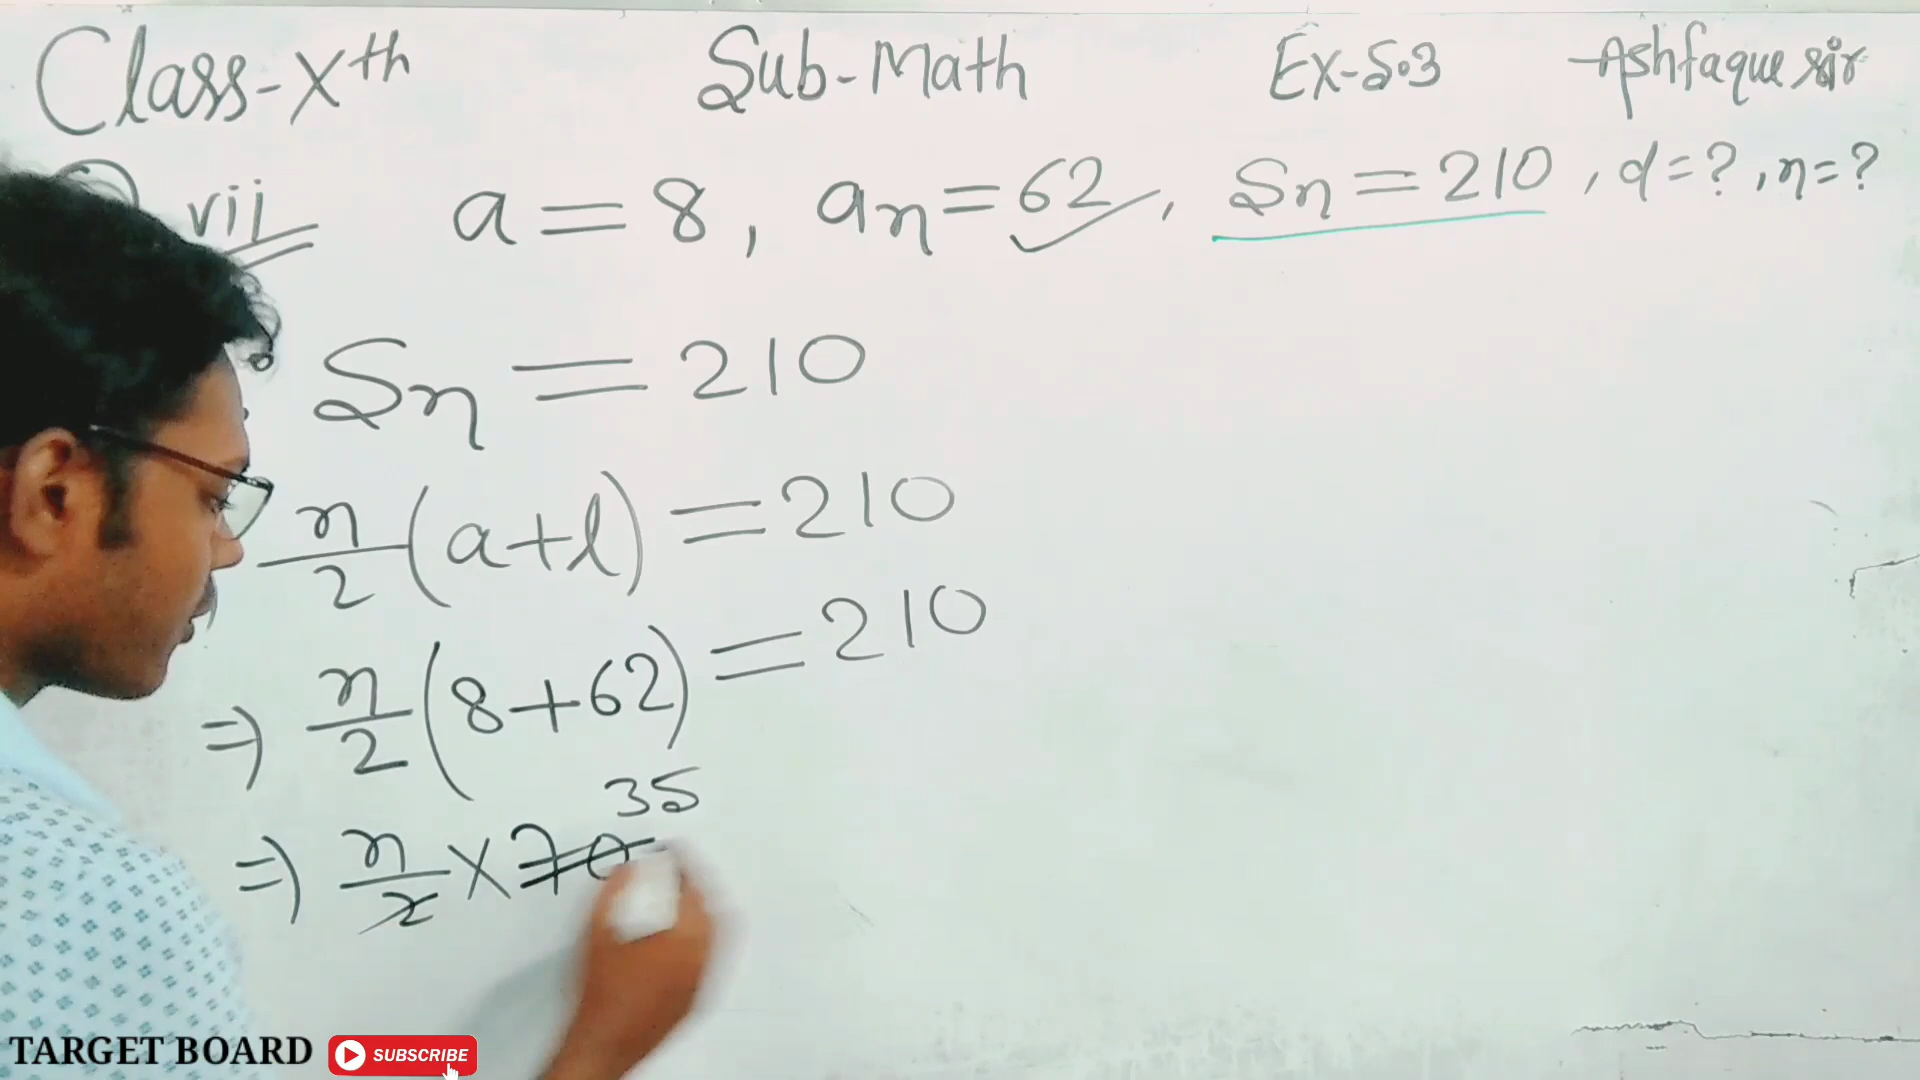 Class-Xth Sub-Math Ex-5.3 Ashfaque sir
vii a=8, an=62, Sn=210, d=?, n=?
Sn=210
n/2(a+l)=210
⇒ n/2(8+62)=210
35
⇒ n/2×70
TARGET BOARD SUBSCRIBE